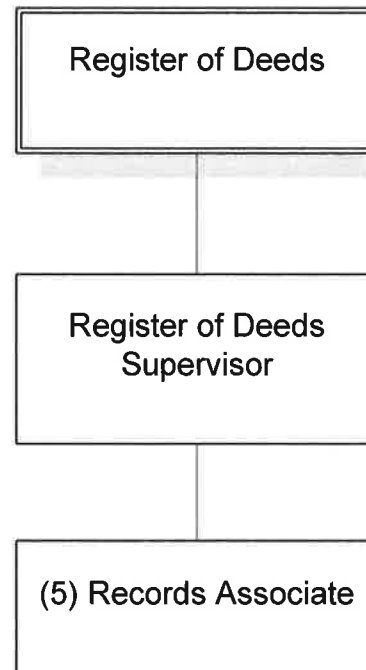 Register of Deeds
Register of Deeds
Supervisor
(5) Records Associate